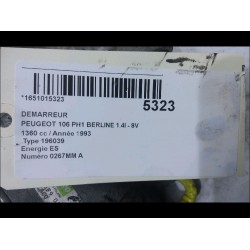 *1651015323
5323
DEMARREUR
PEUGEOT 106 PH1 BERLINE 1.4I - 8V
1360 cc / Année 1993
Type 196039
Energie ES
Numéro 0267MM A